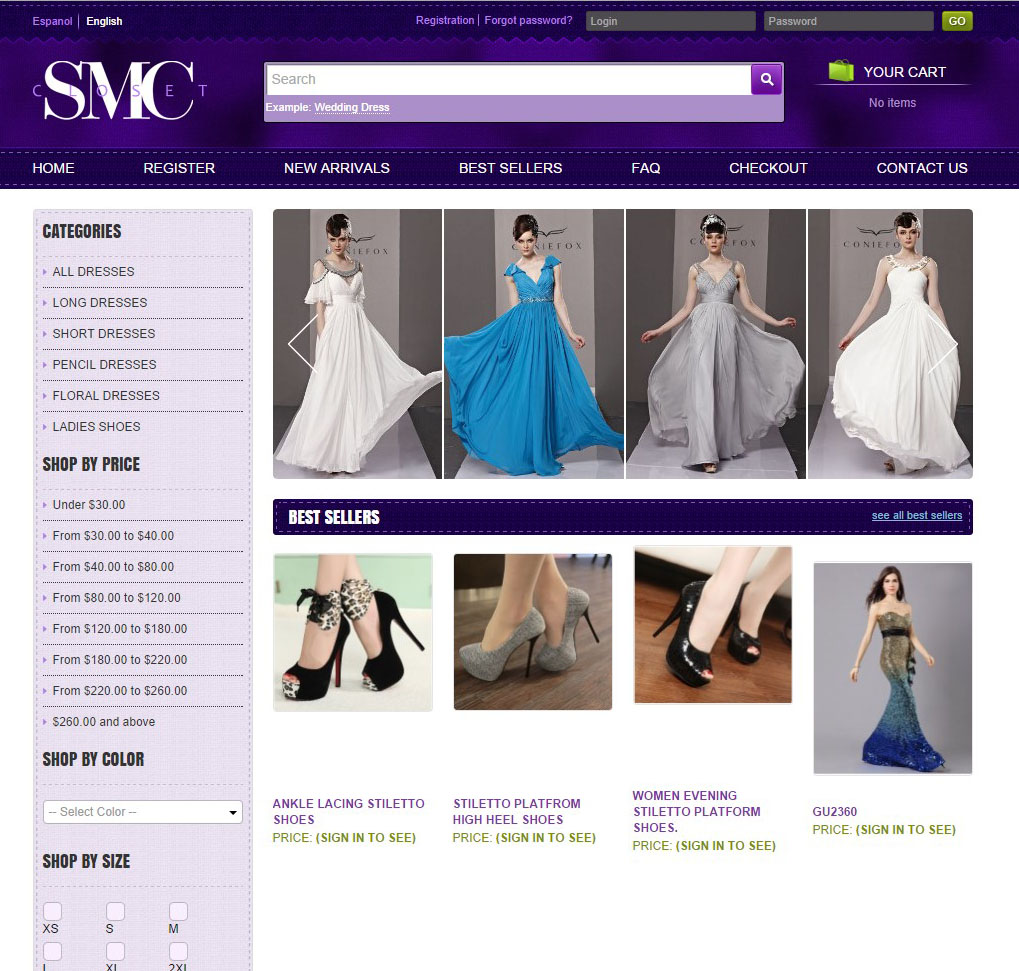 Espanol | English
Registration | Forgot password?
Login
Password
GO
SMC
CLOSET
Search
Example: Wedding Dress
YOUR CART
No items
HOME
REGISTER
NEW ARRIVALS
BEST SELLERS
FAQ
CHECKOUT
CONTACT US
CATEGORIES
ALL DRESSES
LONG DRESSES
SHORT DRESSES
PENCIL DRESSES
FLORAL DRESSES
LADIES SHOES
SHOP BY PRICE
Under $30.00
From $30.00 to $40.00
From $40.00 to $80.00
From $80.00 to $120.00
From $120.00 to $180.00
From $180.00 to $220.00
From $220.00 to $260.00
$260.00 and above
SHOP BY COLOR
-- Select Color --
SHOP BY SIZE
XS
S
M
L
XL
2XL
CONIEFOX
BEST SELLERS
see all best sellers
ANKLE LACING STILETTO
SHOES
PRICE: (SIGN IN TO SEE)
STILETTO PLATFROM
HIGH HEEL SHOES
PRICE: (SIGN IN TO SEE)
WOMEN EVENING
STILETTO PLATFORM
SHOES.
PRICE: (SIGN IN TO SEE)
GU2360
PRICE: (SIGN IN TO SEE)